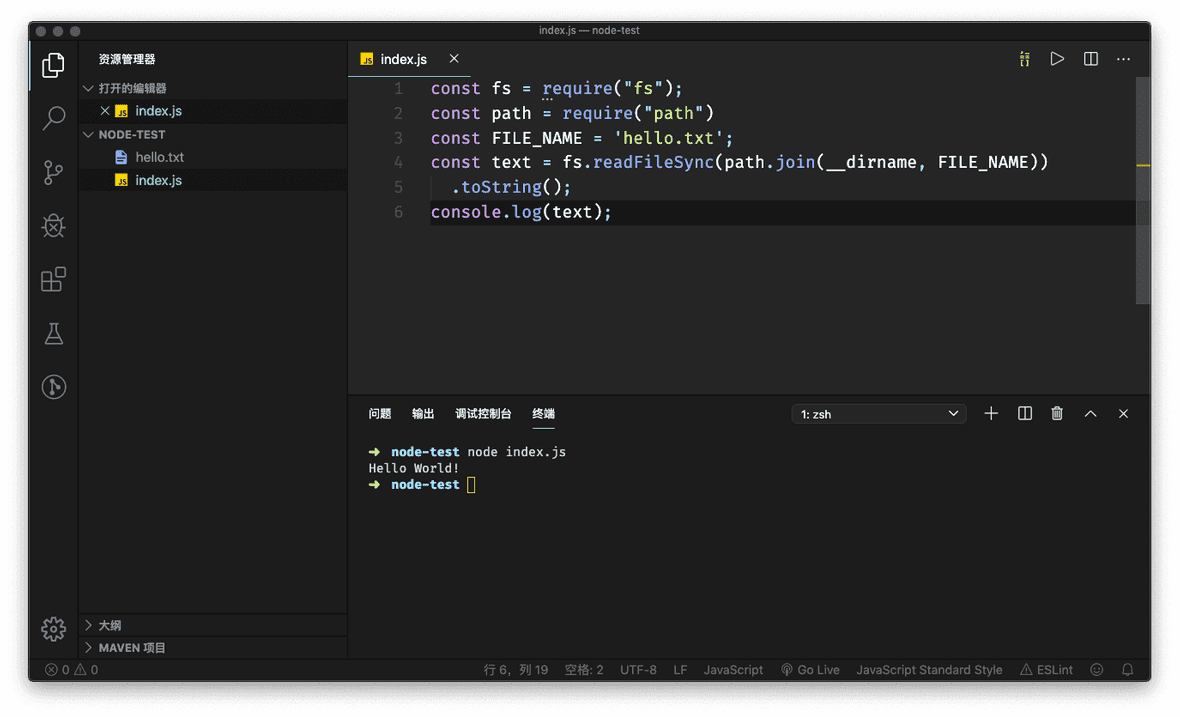 index.js — node-test
资源管理器
打开的编辑器
JS index.js
NODE-TEST
hello.txt
JS index.js
大纲
MAVEN 项目
JS index.js
1 const fs = require("fs");
2 const path = require("path")
3 const FILE_NAME = 'hello.txt';
4 const text = fs.readFileSync(path.join(__dirname, FILE_NAME))
5 .toString();
6 console.log(text);
问题 输出 调试控制台 终端 1: zsh
➜ node-test node index.js
Hello World!
➜ node-test
0 0 行 6，列 19 空格: 2 UTF-8 LF JavaScript Go Live JavaScript Standard Style ESLint